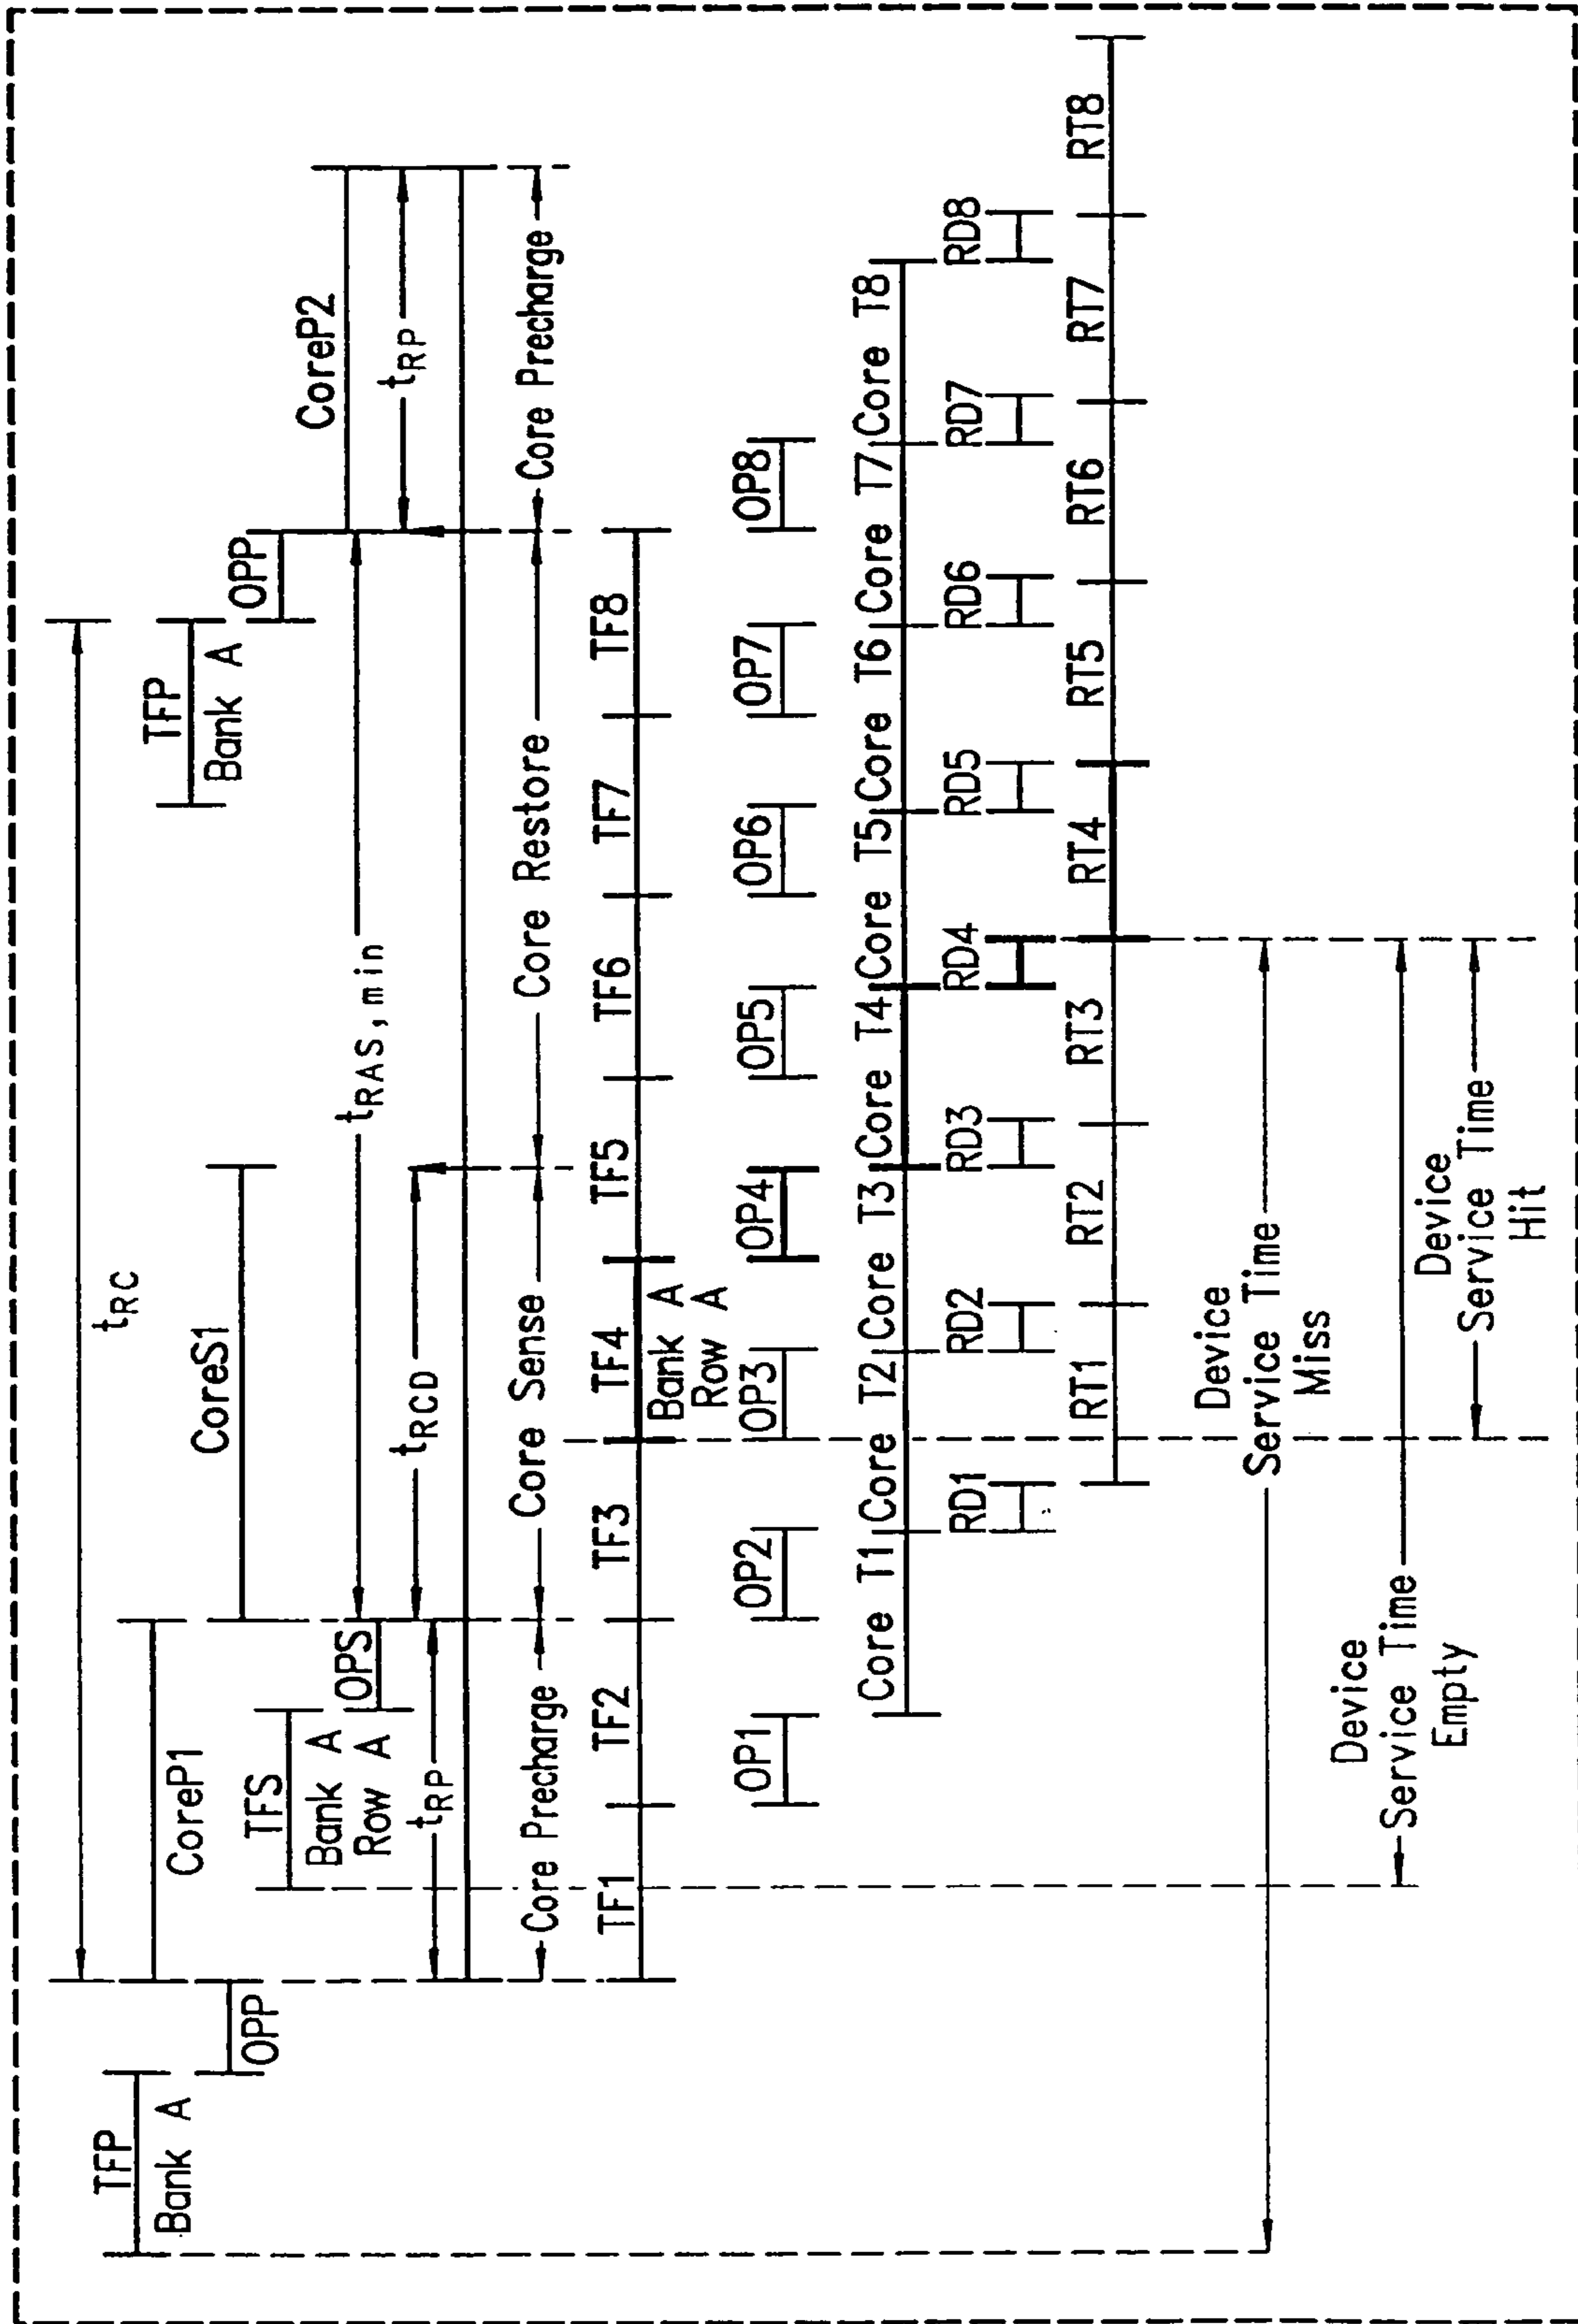 TFP
Bank A
OPP
tRC
CoreP1
TFS
Bank A
Row A
OPS
tRP
CoreS1
tRCD
tRAS,min
TFP
Bank A
OPP
CoreP2
tRP
Core Precharge
Core Sense
Core Restore
Core Precharge
TF1
TF2
TF3
TF4
TF5
TF6
TF7
TF8
Bank A
Row A
OP1
OP2
OP3
OP4
OP5
OP6
OP7
OP8
Core T1
Core T2
Core T3
Core T4
Core T5
Core T6
Core T7
Core T8
RD1
RD2
RD3
RD4
RD5
RD6
RD7
RD8
RT1
RT2
RT3
RT4
RT5
RT6
RT7
RT8
Device
Service Time
Miss
Device
Service Time
Empty
Device
Service Time
Hit